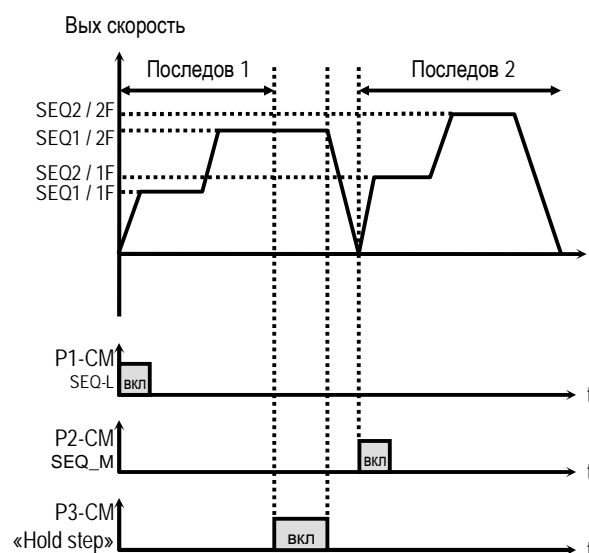 Вых скорость
Последов 1
Последов 2
SEQ2 / 2F
SEQ1 / 2F
SEQ2 / 1F
SEQ1 / 1F
P1-CM
SEQ-L
вкл
t
P2-CM
SEQ_M
вкл
t
P3-CM
«Hold step»
вкл
t